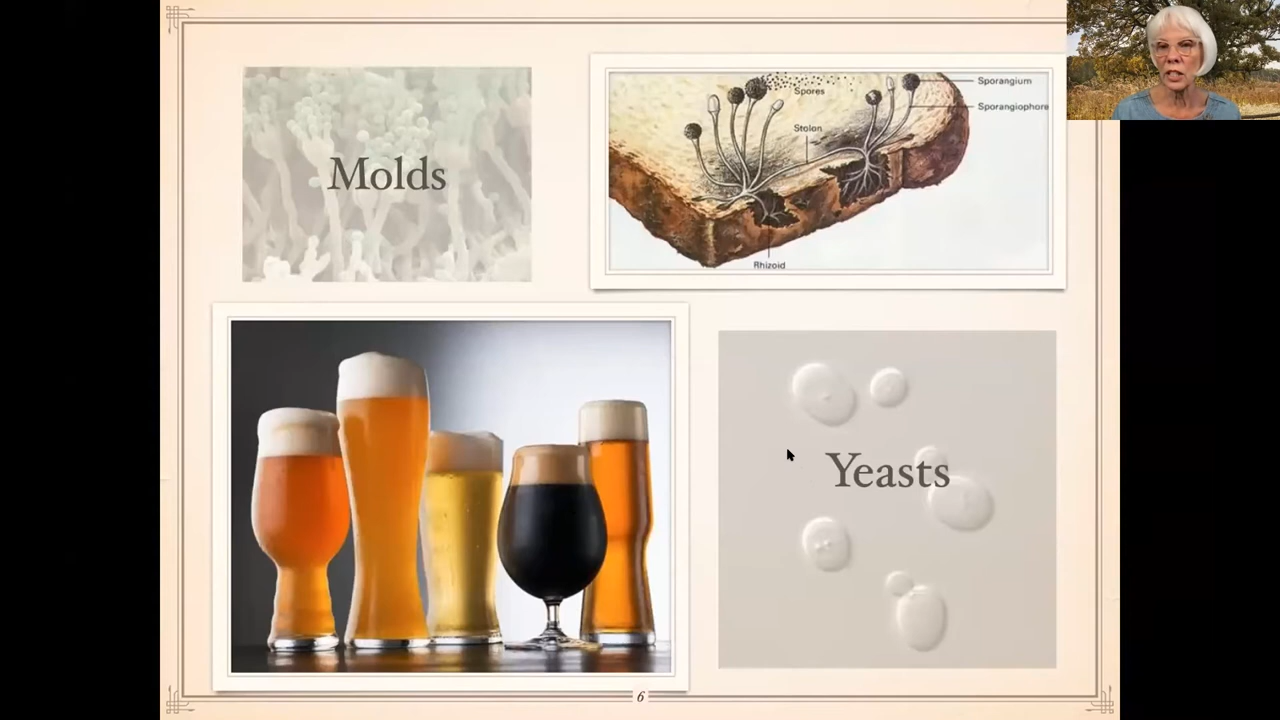 Molds
Spores
Sporangium
Sporangiophore
Stolon
Rhizoid
Yeasts
6